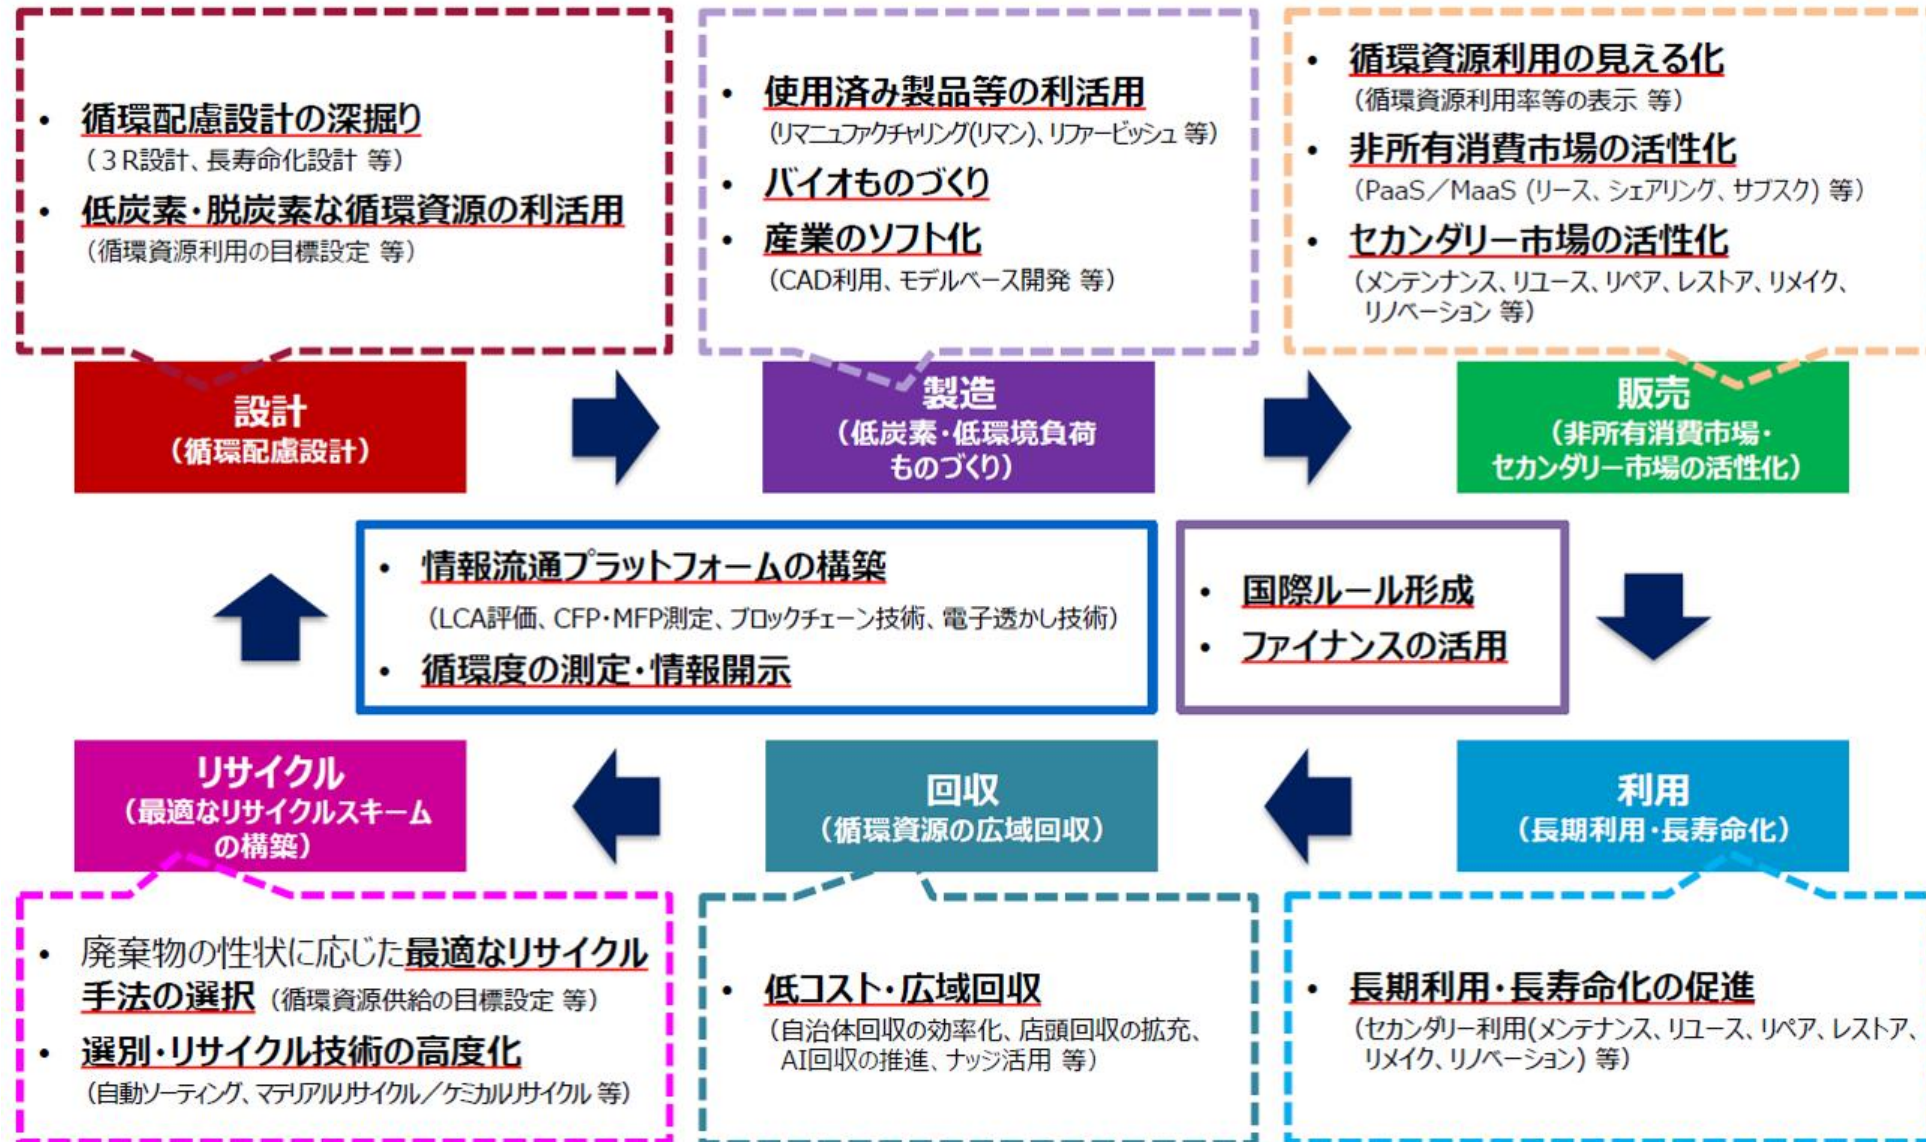 • 循環配慮設計の深掘り
（３R設計、長寿命化設計 等）
• 低炭素・脱炭素な循環資源の利活用
（循環資源利用の目標設定 等）
• 使用済み製品等の利活用
（リマニュファクチャリング(リマン)、リファービッシュ 等）
• バイオものづくり
• 産業のソフト化
（CAD利用、モデルベース開発 等）
• 循環資源利用の見える化
（循環資源利用率等の表示 等）
• 非所有消費市場の活性化
（PaaS／MaaS (リース、シェアリング、サブスク) 等）
• セカンダリー市場の活性化
（メンテンナンス、リユース、リペア、レストア、リメイク、
リノベーション 等）
設計
（循環配慮設計）
製造
（低炭素・低環境負荷
ものづくり）
販売
（非所有消費市場・
セカンダリー市場の活性化）
• 情報流通プラットフォームの構築
（LCA評価、CFP・MFP測定、ブロックチェーン技術、電子透かし技術）
• 循環度の測定・情報開示
• 国際ルール形成
• ファイナンスの活用
リサイクル
（最適なリサイクルスキーム
の構築）
回収
（循環資源の広域回収）
利用
（長期利用・長寿命化）
• 廃棄物の性状に応じた最適なリサイクル
手法の選択（循環資源供給の目標設定 等）
• 選別・リサイクル技術の高度化
（自動ソーティング、マテリアルリサイクル／ケミカルリサイクル 等）
• 低コスト・広域回収
（自治体回収の効率化、店頭回収の拡充、
AI回収の推進、ナッジ活用 等）
• 長期利用・長寿命化の促進
（セカンダリー利用(メンテナンス、リユース、リペア、レストア、
リメイク、リノベーション) 等）